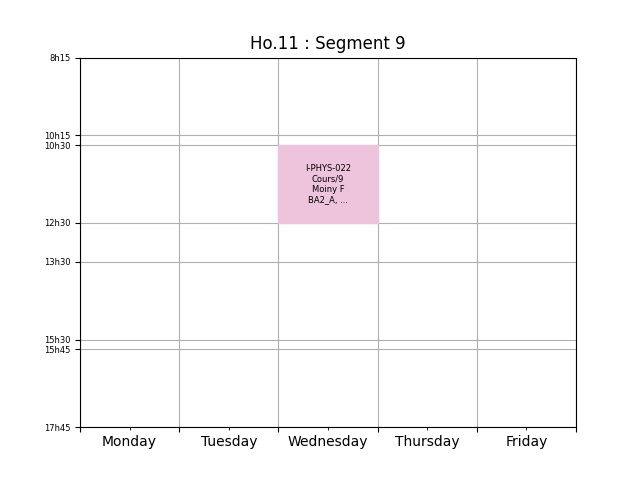 Ho.11 : Segment 9
8h15
10h15
10h30
I-PHYS-022
Cours/9
Moiny F
BA2_A, ...
12h30
13h30
15h30
15h45
17h45
Monday Tuesday Wednesday Thursday Friday